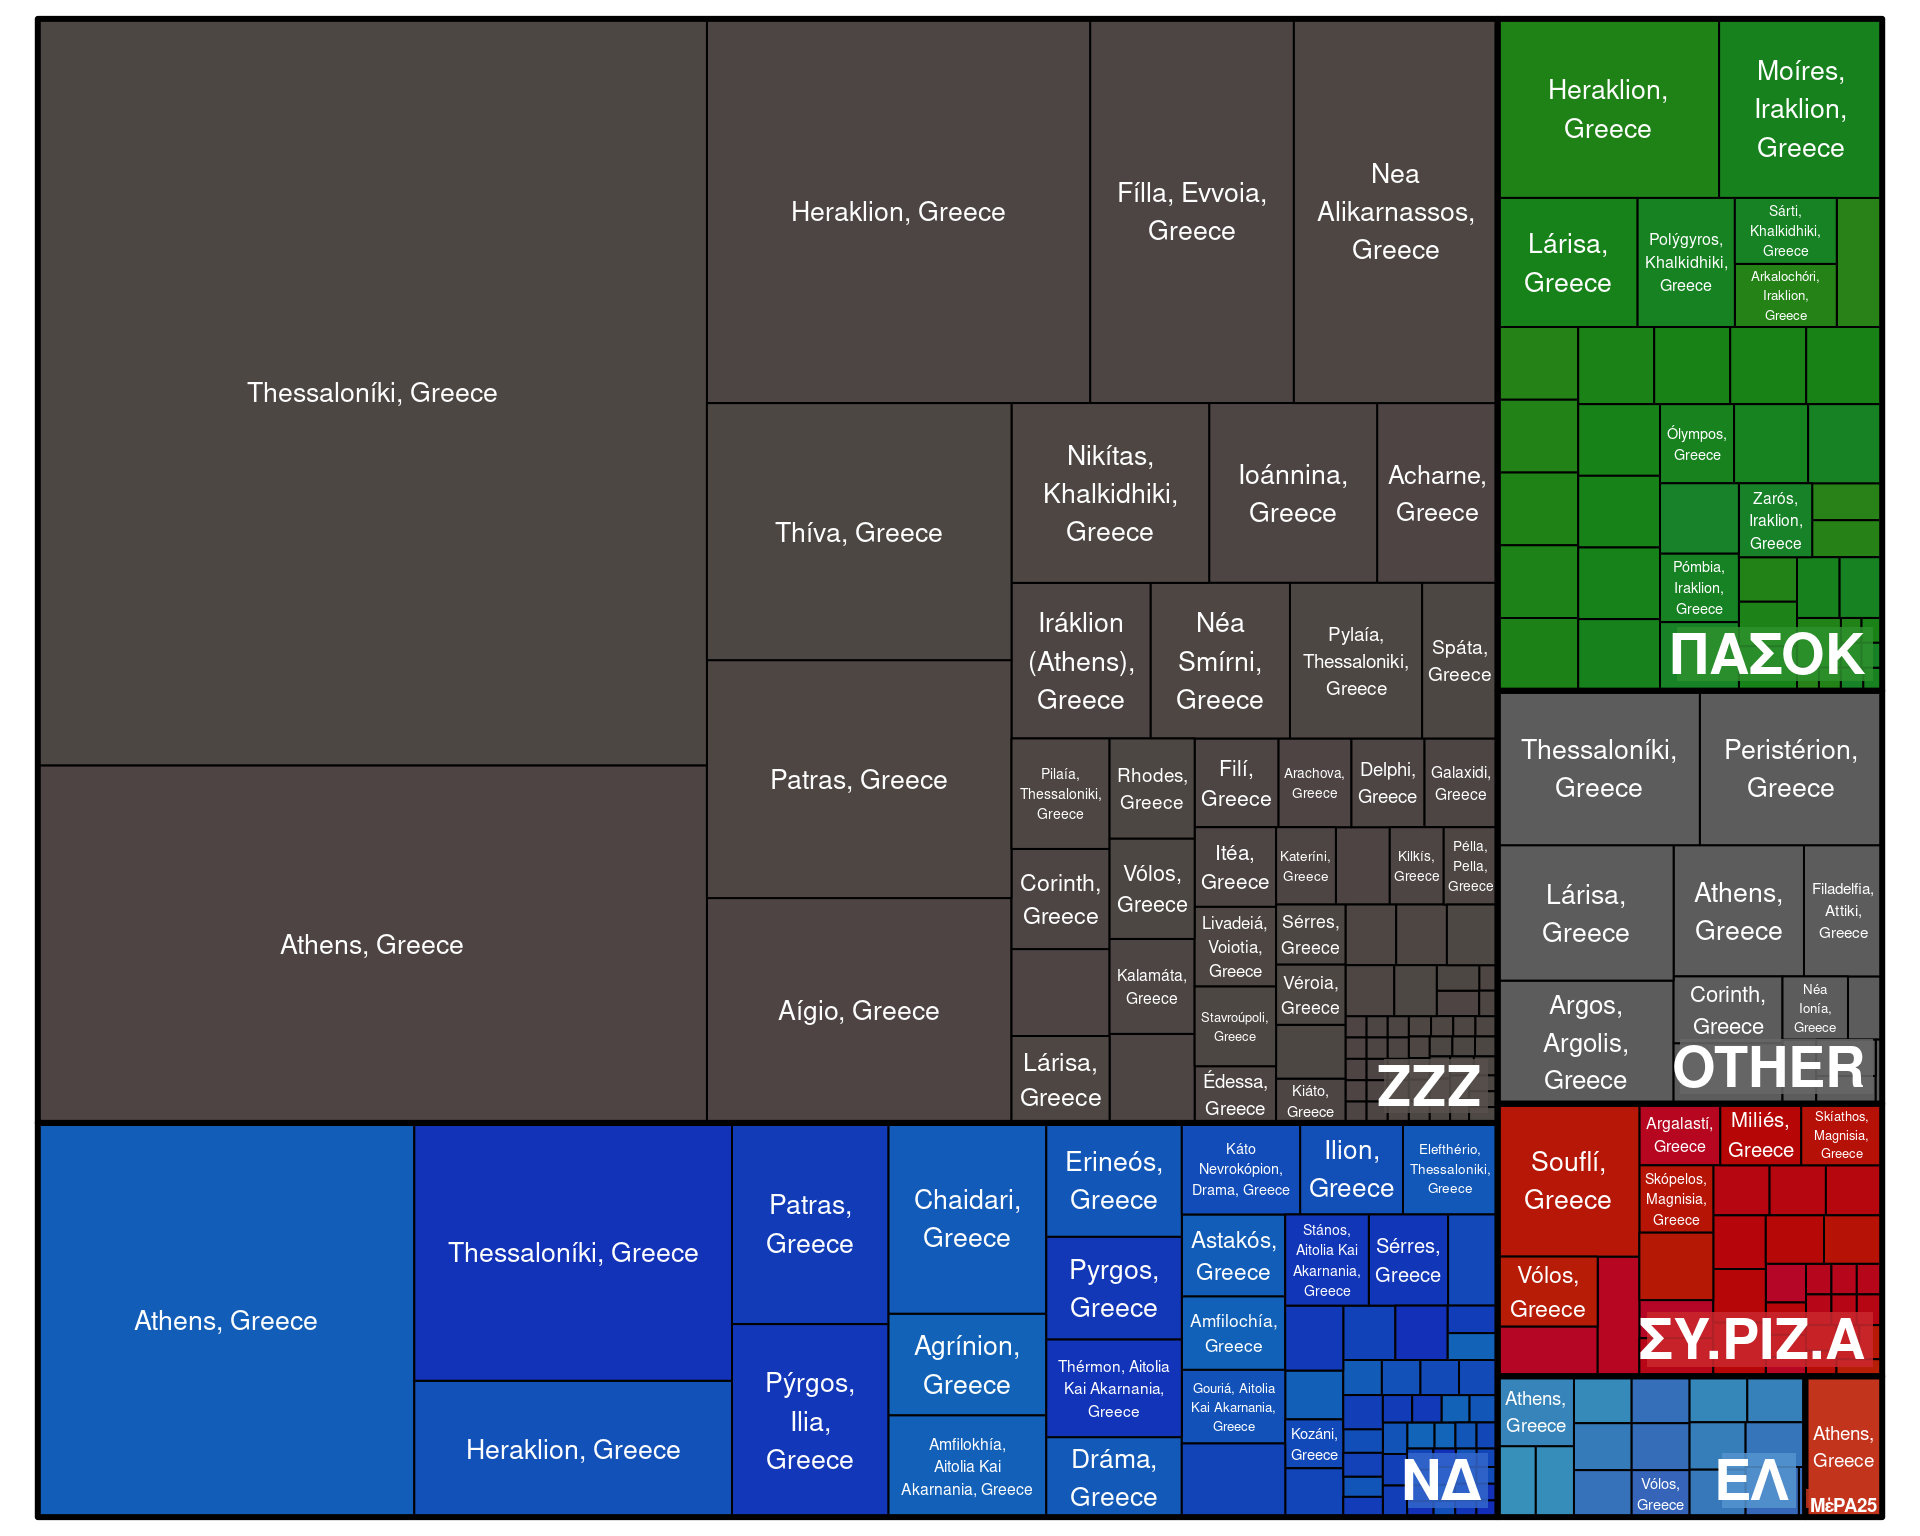 Thessaloníki, Greece
Athens, Greece
Heraklion, Greece
Fílla, Evvoia,
Greece
Nea
Alikarnassos,
Greece
Thíva, Greece
Patras, Greece
Aígio, Greece
Nikítas,
Khalkidhiki,
Greece
Ioánnina,
Greece
Acharne,
Greece
Iráklion
(Athens),
Greece
Néa
Smírni,
Greece
Pylaía,
Thessaloniki,
Greece
Spáta,
Greece
Pilaía,
Thessaloniki,
Greece
Rhodes,
Greece
Filí,
Greece
Arachova,
Greece
Delphi,
Greece
Galaxidi,
Greece
Corinth,
Greece
Vólos,
Greece
Itéa,
Greece
Kateríni,
Greece
Kilkís,
Greece
Pélla,
Pella,
Greece
Livadeiá,
Voiotia,
Greece
Sérres,
Greece
Kalamáta,
Greece
Véroia,
Greece
Stavroúpoli,
Greece
Lárisa,
Greece
Édessa,
Greece
Kiáto,
Greece
ZZZ
Heraklion,
Greece
Moíres,
Iraklion,
Greece
Lárisa,
Greece
Polýgyros,
Khalkidhiki,
Greece
Sárti,
Khalkidhiki,
Greece
Arkalochóri,
Iraklion,
Greece
Ólympos,
Greece
Zarós,
Iraklion,
Greece
Pómbia,
Iraklion,
Greece
ΠΑΣΟΚ
Thessaloníki,
Greece
Peristérion,
Greece
Lárisa,
Greece
Athens,
Greece
Filadelfia,
Attiki,
Greece
Argos,
Argolis,
Greece
Corinth,
Greece
Néa
Ionía,
Greece
OTHER
Souflí,
Greece
Argalastí,
Greece
Miliés,
Greece
Skíathos,
Magnisia,
Greece
Skópelos,
Magnisia,
Greece
Vólos,
Greece
ΣΥ.ΡΙΖ.Α
Athens, Greece
Thessaloníki, Greece
Heraklion, Greece
Patras,
Greece
Pýrgos,
Ilia,
Greece
Chaidari,
Greece
Agrínion,
Greece
Amfilokhía,
Aitolia Kai
Akarnania, Greece
Erineós,
Greece
Pyrgos,
Greece
Thérmon, Aitolia
Kai Akarnania,
Greece
Dráma,
Greece
Káto
Nevrokópion,
Drama, Greece
Ilion,
Greece
Elefthério,
Thessaloniki,
Greece
Astakós,
Greece
Stános,
Aitolia Kai
Akarnania,
Greece
Sérres,
Greece
Amfilochía,
Greece
Gouriá, Aitolia
Kai Akarnania,
Greece
Kozáni,
Greece
ΝΔ
Athens,
Greece
Vólos,
Greece
ΕΛ
Athens,
Greece
ΜέΡΑ25